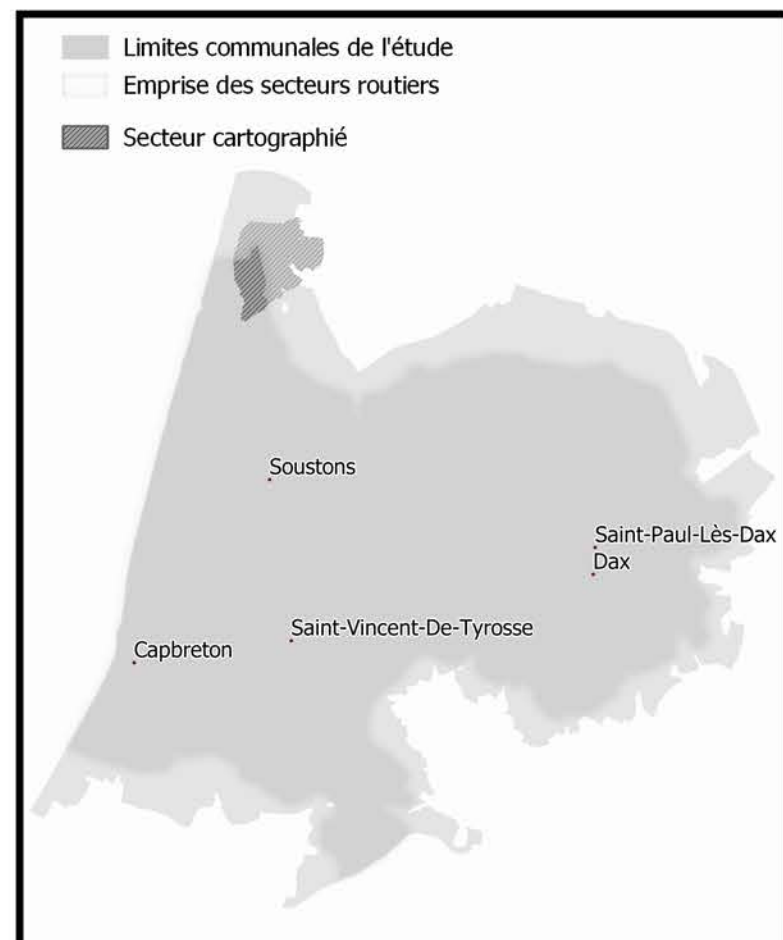 Limites communales de l'étude
Emprise des secteurs routiers
Secteur cartographié
Soustons
Saint-Paul-Lès-Dax
Dax
Saint-Vincent-De-Tyrosse
Capbreton